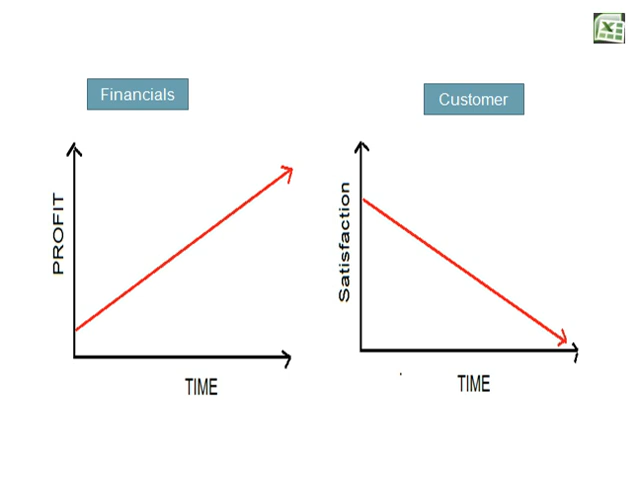 Financials
Customer
PROFIT
Satisfaction
TIME
TIME